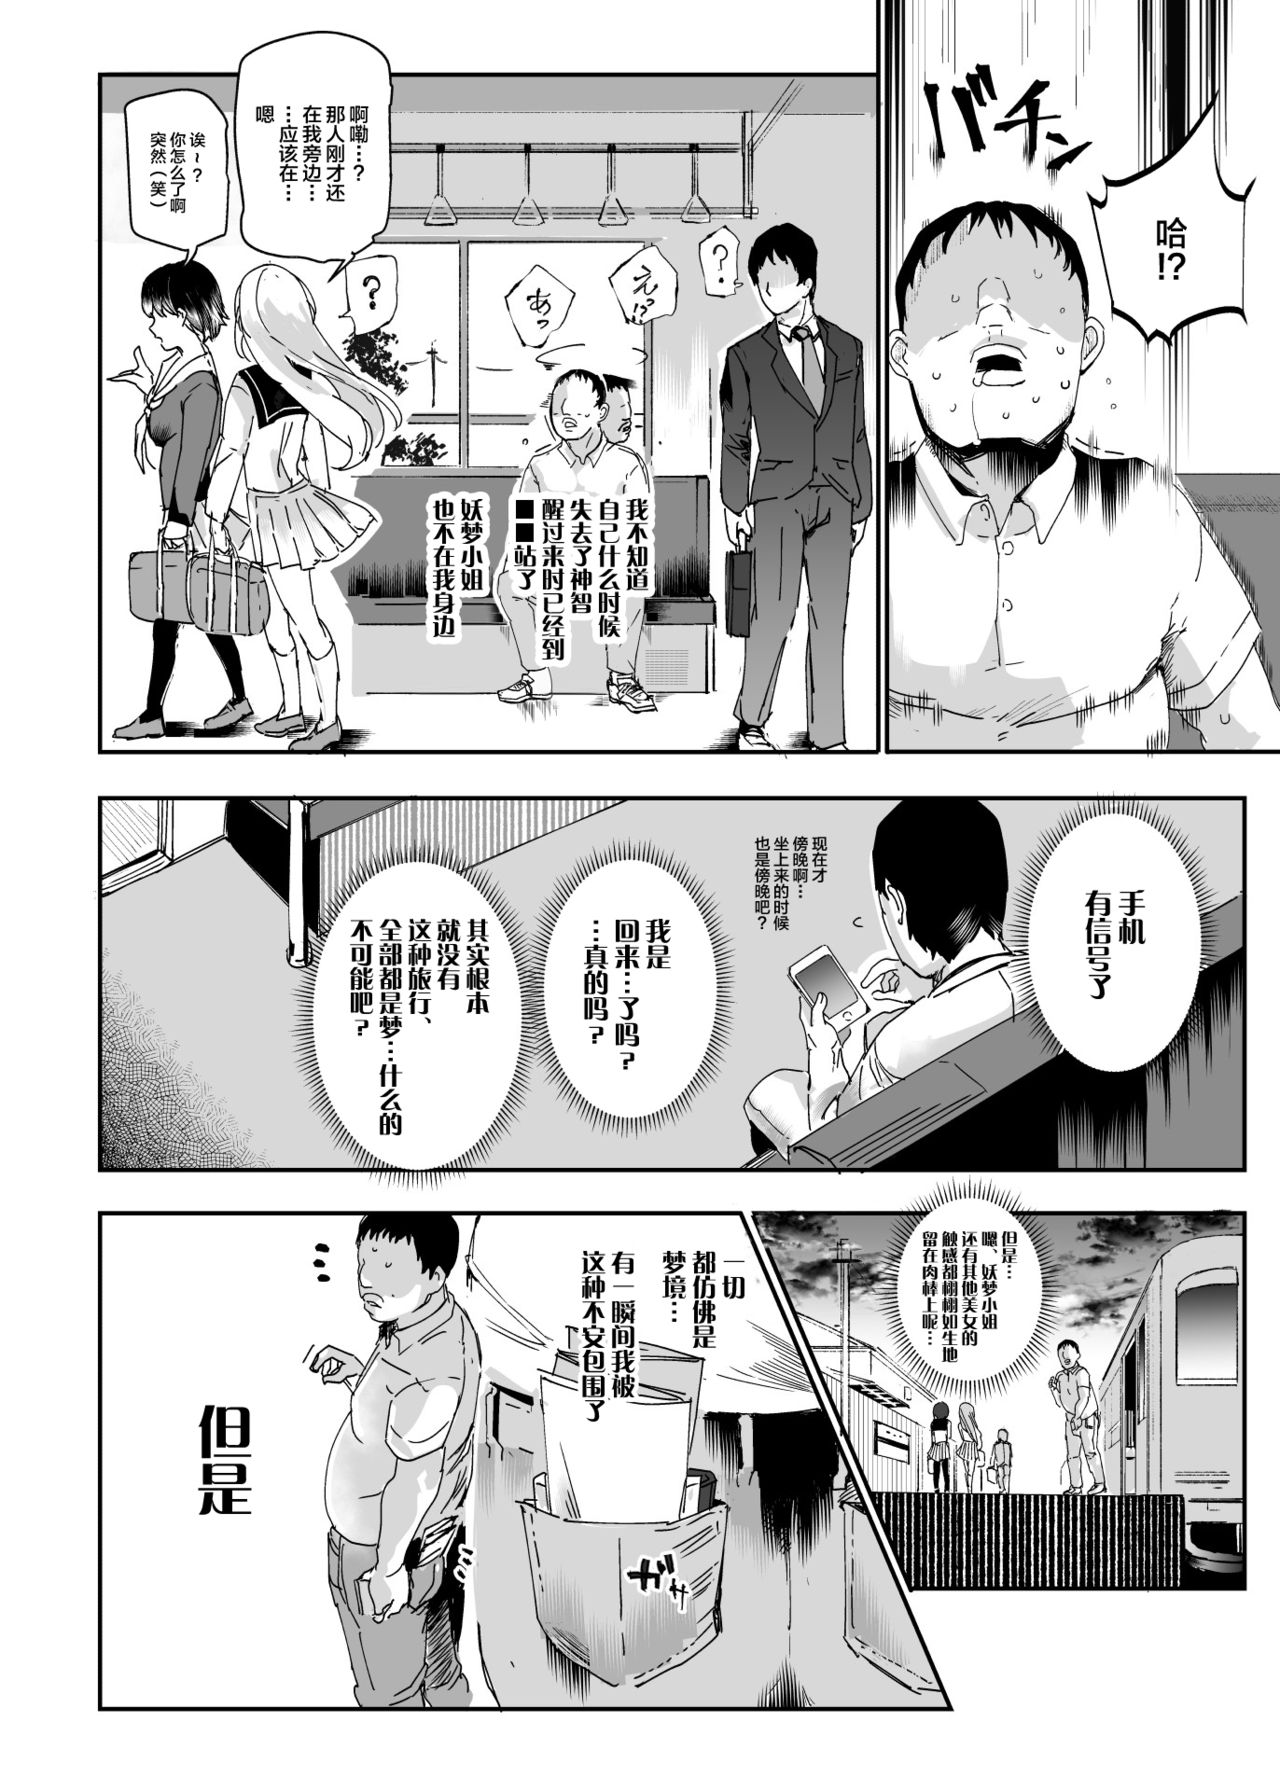 バチン
哈!?
?
え!?
あっ
我不知道
自己什么时候
失去了神智
醒过来时已经到
■■站了
妖梦小姐
也不在我身边
?
啊嘞…?
那人刚才还
在我旁边…
…应该在…
嗯
诶~?
你怎么了啊
突然(笑)
手机
有信号了
现在才
傍晚啊…
坐上来的时候
也是傍晚吧?
我是
回来…了吗?
…真的吗?
其实根本
就没有
这种旅行、
全部都是梦…什么的
不可能吧?
但是…
嗯、妖梦小姐
还有其他美女的
触感都栩栩如生地
留在肉棒上呢…
一切
都仿佛是
梦境…
有一瞬间我被
这种不安包围了
ガサ
但是